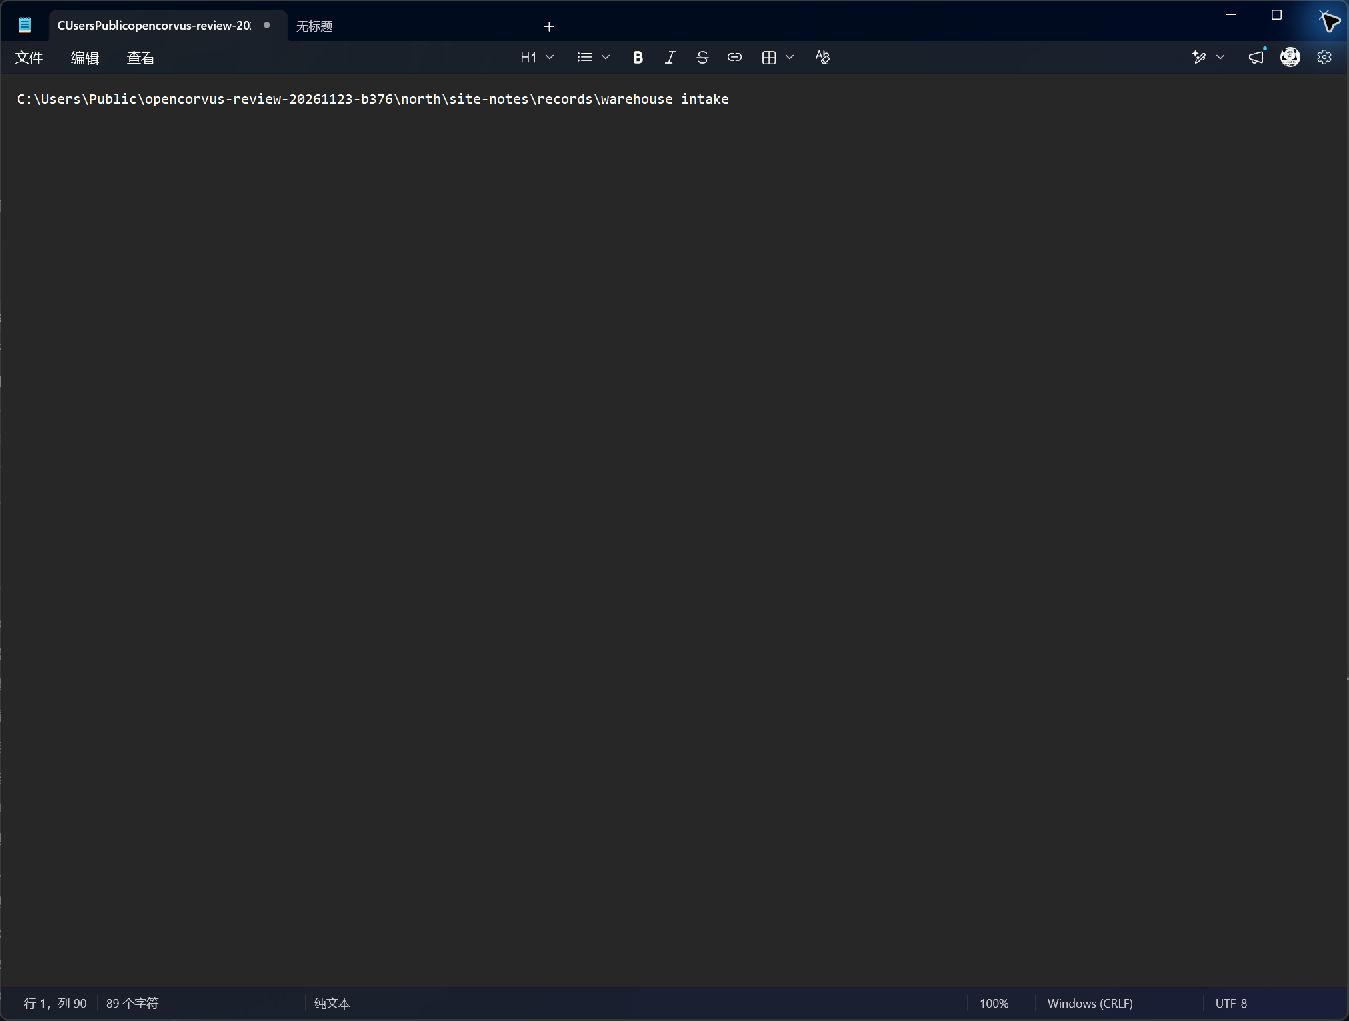 CUsersPublicopencorvus-review-20
无标题
文件 编辑 查看
H1
C:\Users\Public\opencorvus-review-20261123-b376\north\site-notes\records\warehouse intake
行 1，列 90 89 个字符 纯文本 100% Windows (CRLF) UTF 8